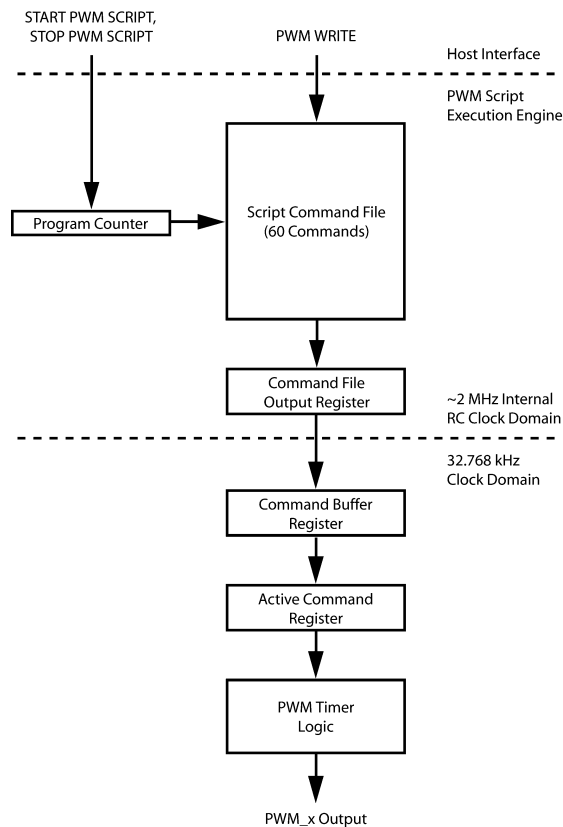 START PWM SCRIPT,
STOP PWM SCRIPT
PWM WRITE
Host Interface
PWM Script
Execution Engine
Program Counter
Script Command File
(60 Commands)
Command File
Output Register
~2 MHz Internal
RC Clock Domain
32.768 kHz
Clock Domain
Command Buffer
Register
Active Command
Register
PWM Timer
Logic
PWM_x Output